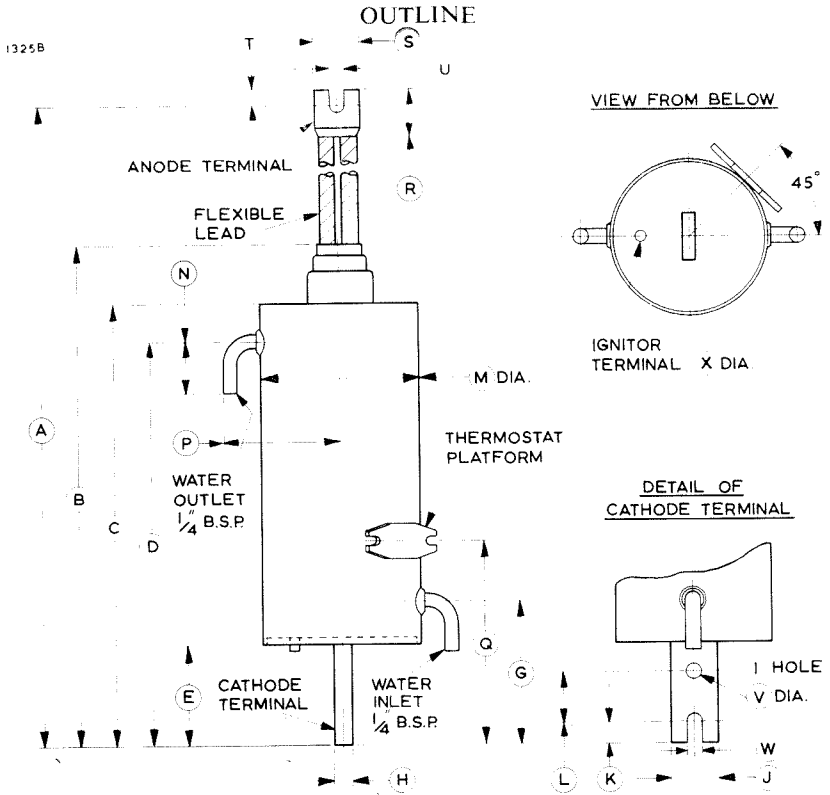 OUTLINE
1325B
T
S
U
VIEW FROM BELOW
ANODE TERMINAL
R
45°
FLEXIBLE
LEAD
N
IGNITOR
TERMINAL X DIA.
M DIA.
A
P
THERMOSTAT
PLATFORM
WATER
OUTLET
1/4" B.S.P.
B
C
D
DETAIL OF
CATHODE TERMINAL
Q
G
E
CATHODE
TERMINAL
WATER
INLET
1/4" B.S.P.
1 HOLE
V DIA.
H
L
K
W
J